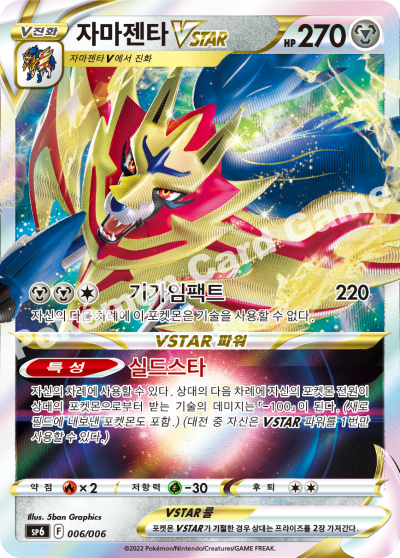 V진화 자마젠타 VSTAR HP 270
자마젠타 V에서 진화
기가임팩트 220
자신의 다음 차례에 이 포켓몬은 기술을 사용할 수 없다.
VSTAR 파워
특성 실드스타
자신의 차례에 사용할 수 있다. 상대의 다음 차례에 자신의 포켓몬 전원이
상대의 포켓몬으로부터 받는 기술의 데미지는 「-100」이 된다. (새로
필드에 내보낸 포켓몬도 포함.) (대전 중 자신은 VSTAR 파워를 1번만
사용할 수 있다.)
약점 ×2 저항력 -30 후퇴
Illus. 5ban Graphics
VSTAR 룰
SP6 F 006/006
포켓몬 VSTAR가 기절한 경우 상대는 프라이즈를 2장 가져간다.
©2022 Pokémon/Nintendo/Creatures/GAME FREAK.
Pokémon Card Game